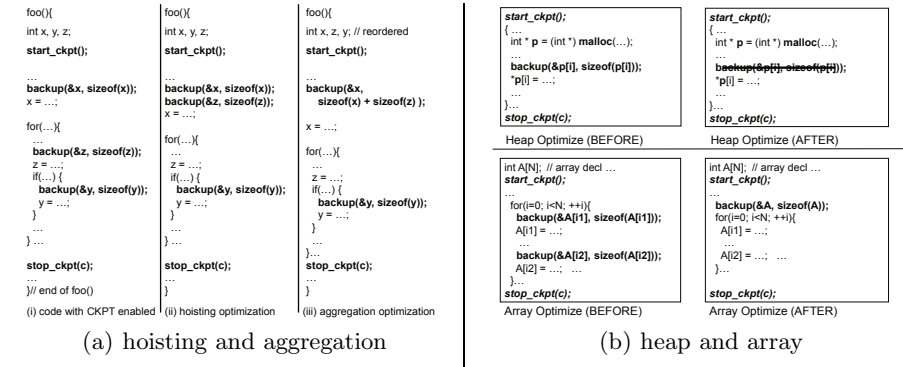 foo(){
int x, y, z;
start_ckpt();
…
backup(&x, sizeof(x));
x = …;
for(…){
…
backup(&z, sizeof(z));
z = …;
if(…) {
backup(&y, sizeof(y));
y = …;
}
…
} …
stop_ckpt(c);
…
}// end of foo()
(i) code with CKPT enabled
foo(){
int x, y, z;
start_ckpt();
…
backup(&x, sizeof(x));
backup(&z, sizeof(z));
x = …;
for(…){
…
z = …;
if(…) {
backup(&y, sizeof(y));
y = …;
}
…
} …
stop_ckpt(c);
…
}
(ii) hoisting optimization
foo(){
int x, z, y; // reordered
start_ckpt();
…
backup(&x,
sizeof(x) + sizeof(z) );
x = …;
for(…){
…
z = …;
if(…) {
backup(&y, sizeof(y));
y = …;
}
…
}…
stop_ckpt(c);
…
}
(iii) aggregation optimization
(a) hoisting and aggregation
start_ckpt();
{ …
int * p = (int *) malloc(…);
…
backup(&p[i], sizeof(p[i]));
*p[i] = …;
…
}…
stop_ckpt(c);
Heap Optimize (BEFORE)
start_ckpt();
{ …
int * p = (int *) malloc(…);
…
backup(&p[i], sizeof(p[i]));
*p[i] = …;
…
}…
stop_ckpt(c);
Heap Optimize (AFTER)
int A[N]; // array decl …
start_ckpt();
…
for(i=0; i<N; ++i){
backup(&A[i1], sizeof(A[i1]));
A[i1] = …;
…
backup(&A[i2], sizeof(A[i2]));
A[i2] = …; …
}…
stop_ckpt(c);
Array Optimize (BEFORE)
int A[N]; // array decl …
start_ckpt();
…
backup(&A, sizeof(A));
for(i=0; i<N; ++i){
A[i1] = …;
…
A[i2] = …; …
}…
stop_ckpt(c);
Array Optimize (AFTER)
(b) heap and array